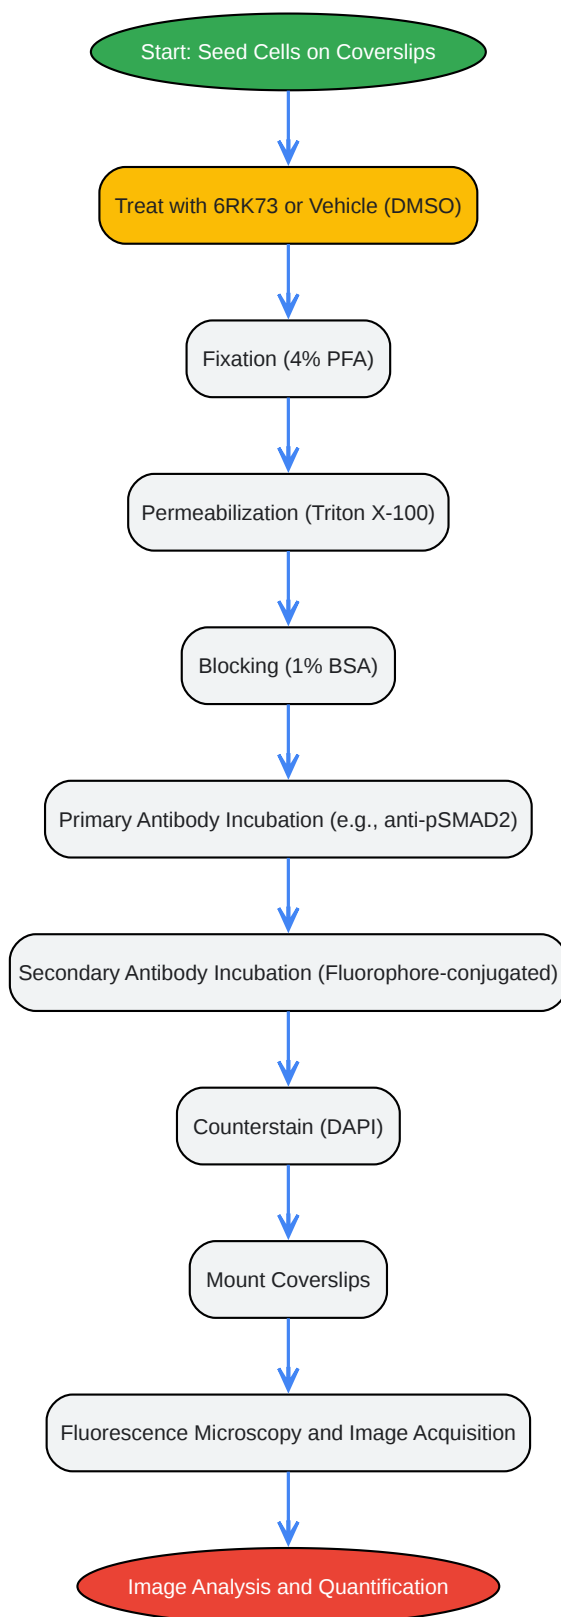 Start: Seed Cells on Coverslips
Treat with 6RK73 or Vehicle (DMSO)
Fixation (4% PFA)
Permeabilization (Triton X-100)
Blocking (1% BSA)
Primary Antibody Incubation (e.g., anti-pSMAD2)
Secondary Antibody Incubation (Fluorophore-conjugated)
Counterstain (DAPI)
Mount Coverslips
Fluorescence Microscopy and Image Acquisition
Image Analysis and Quantification